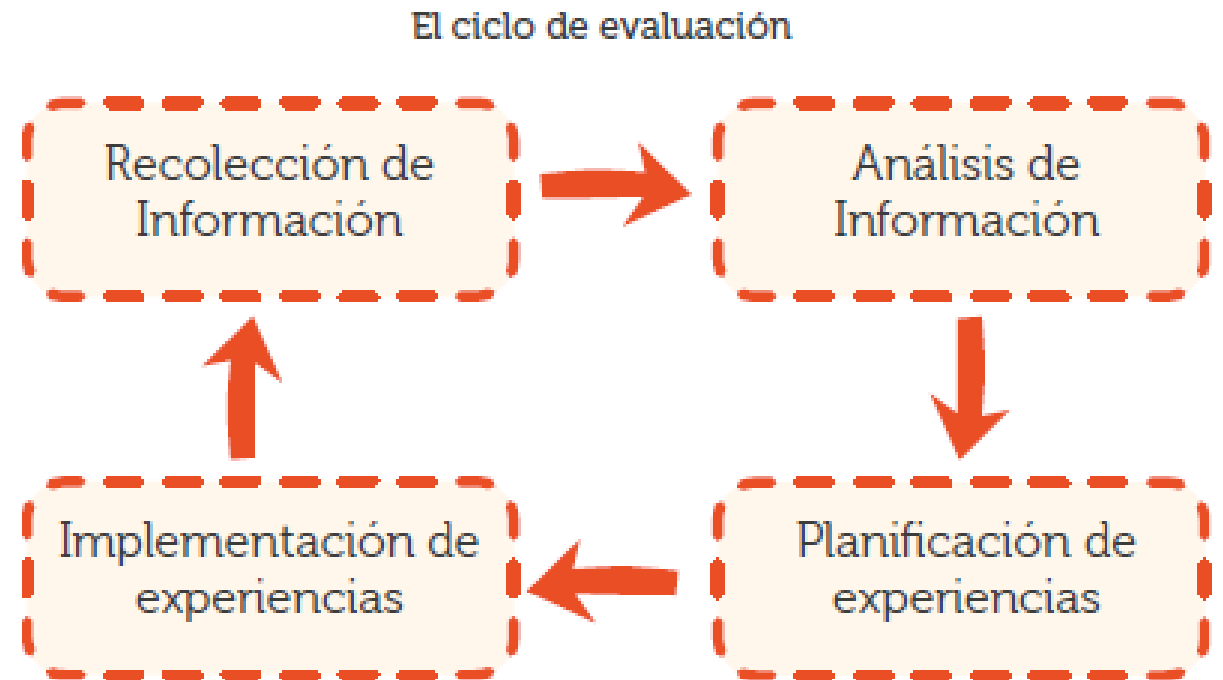 El ciclo de evaluación
Recolección de
Información
Análisis de
Información
Implementación de
experiencias
Planificación de
experiencias